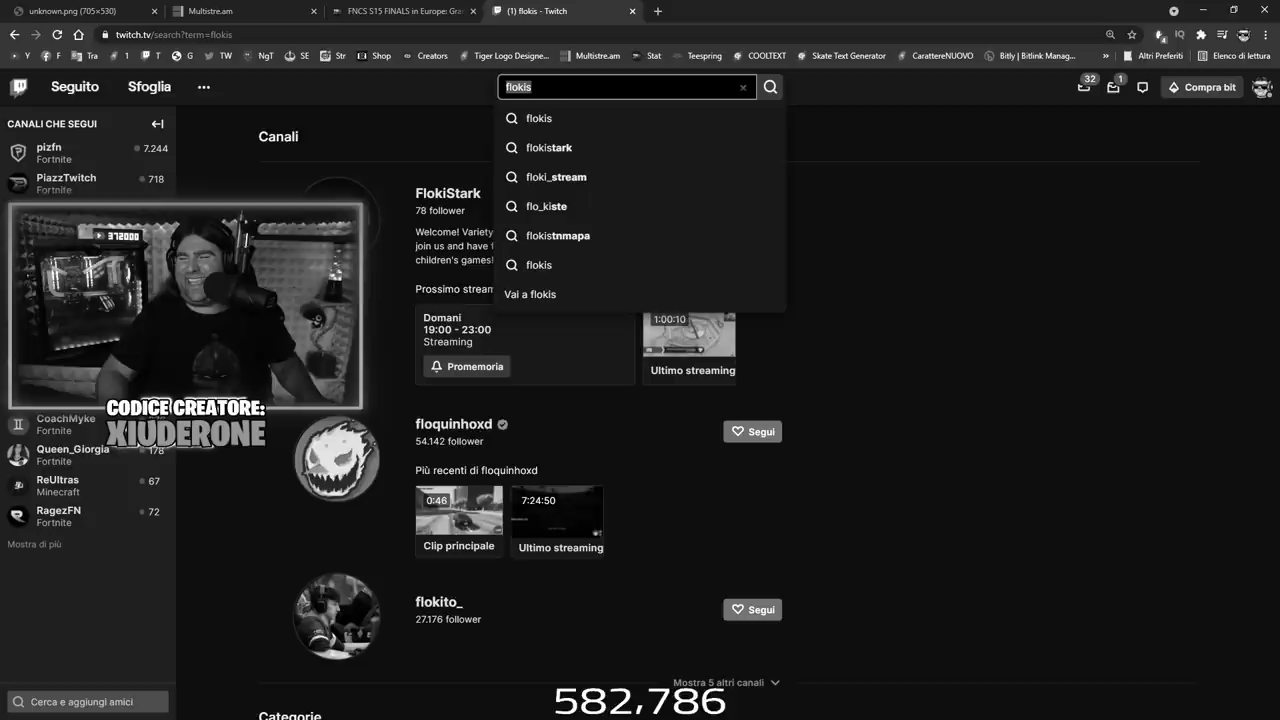 unknown.png (705×530)
Multistre.am
FNCS S15 FINALS in Europe: Gra
(1) flokis - Twitch
twitch.tv/search?term=flokis
Y
F
Tra
1
T
G
TW
NgT
SE
Str
Shop
Creators
Tiger Logo Designe...
Multistre.am
Stat
Teespring
COOLTEXT
Skate Text Generator
CarattereNUOVO
Bitly | Bitlink Manag...
Altri Preferiti
Elenco di lettura
Seguito
Sfoglia
flokis
32
1
Compra bit
CANALI CHE SEGUI
pizfn
7.244
Fortnite
PiazzTwitch
718
Fortnite
372000
CODICE CREATORE:
XIUDERONE
CoachMyke
Fortnite
Queen_Giorgia
178
Fortnite
ReUltras
67
Minecraft
RagezFN
72
Fortnite
Mostra di più
Cerca e aggiungi amici
flokis
flokistark
floki_stream
flo_kiste
flokistnmapa
flokis
Vai a flokis
Canali
FlokiStark
78 follower
Welcome! Variety
join us and have f
children's games!
Prossimo stream
Domani
19:00 - 23:00
Streaming
Promemoria
1:00:10
Ultimo streaming
floquinhoxd
54.142 follower
Segui
Più recenti di floquinhoxd
0:46
Clip principale
7:24:50
Ultimo streaming
flokito_
27.176 follower
Segui
Mostra 5 altri canali
582,786
Categorie